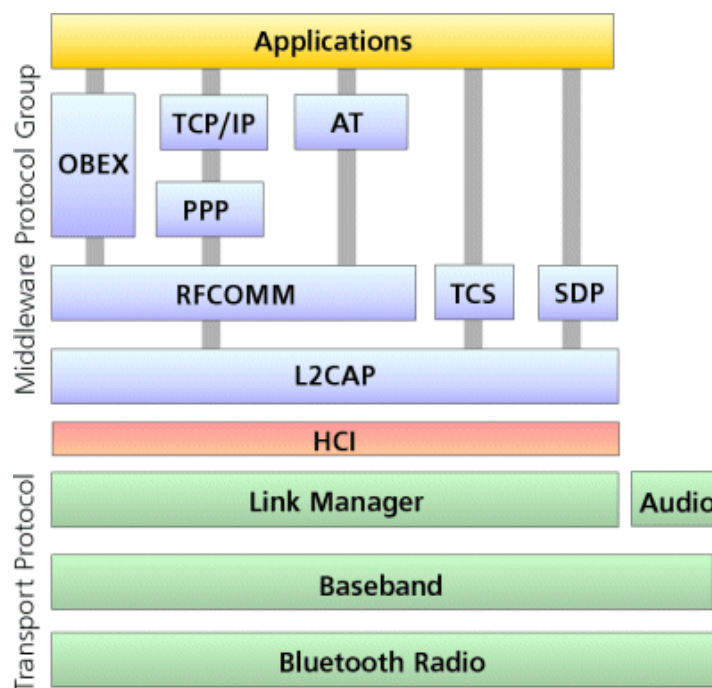 Applications
Middleware Protocol Group
OBEX
TCP/IP
AT
PPP
RFCOMM
TCS
SDP
L2CAP
HCI
Transport Protocol
Link Manager
Audio
Baseband
Bluetooth Radio